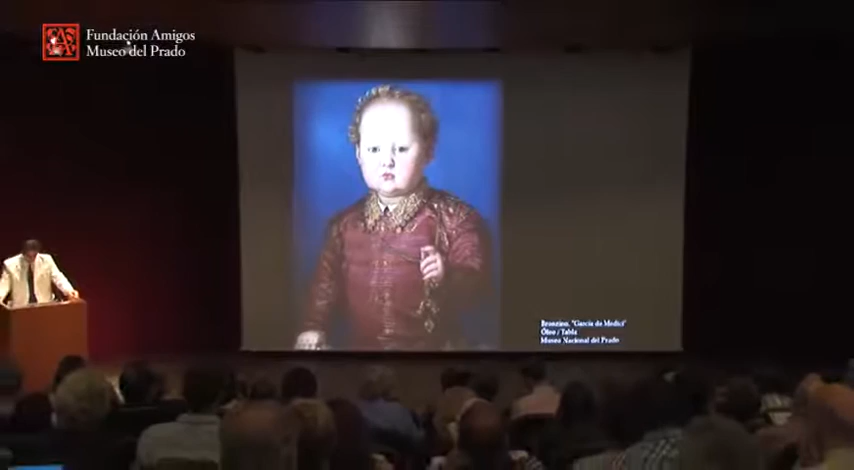 Fundación Amigos
Museo del Prado
Bronzino. "García de Medici"
Óleo / Tabla
Museo Nacional del Prado